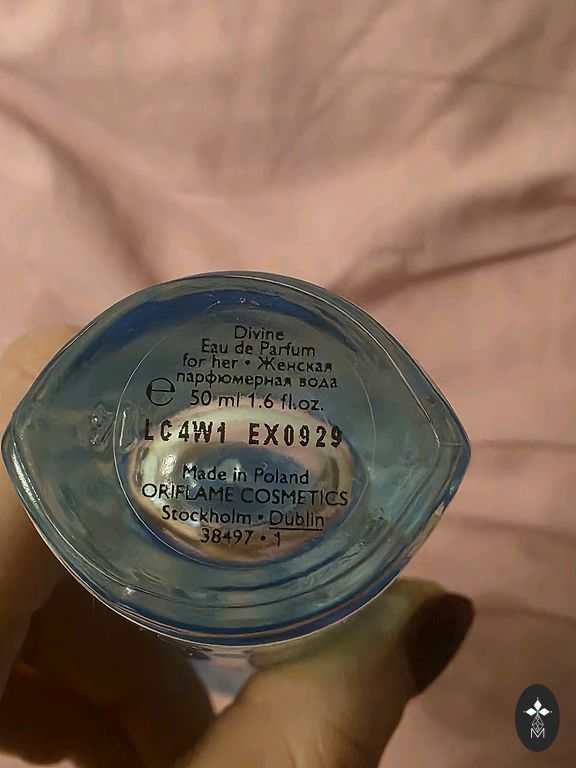 Divine
Eau de Parfum
for her • Женская
парфюмерная вода
℮ 50 ml 1.6 fl.oz.
LC4W1 EX0929
Made in Poland
ORIFLAME COSMETICS
Stockholm • Dublin
38497 • 1
M